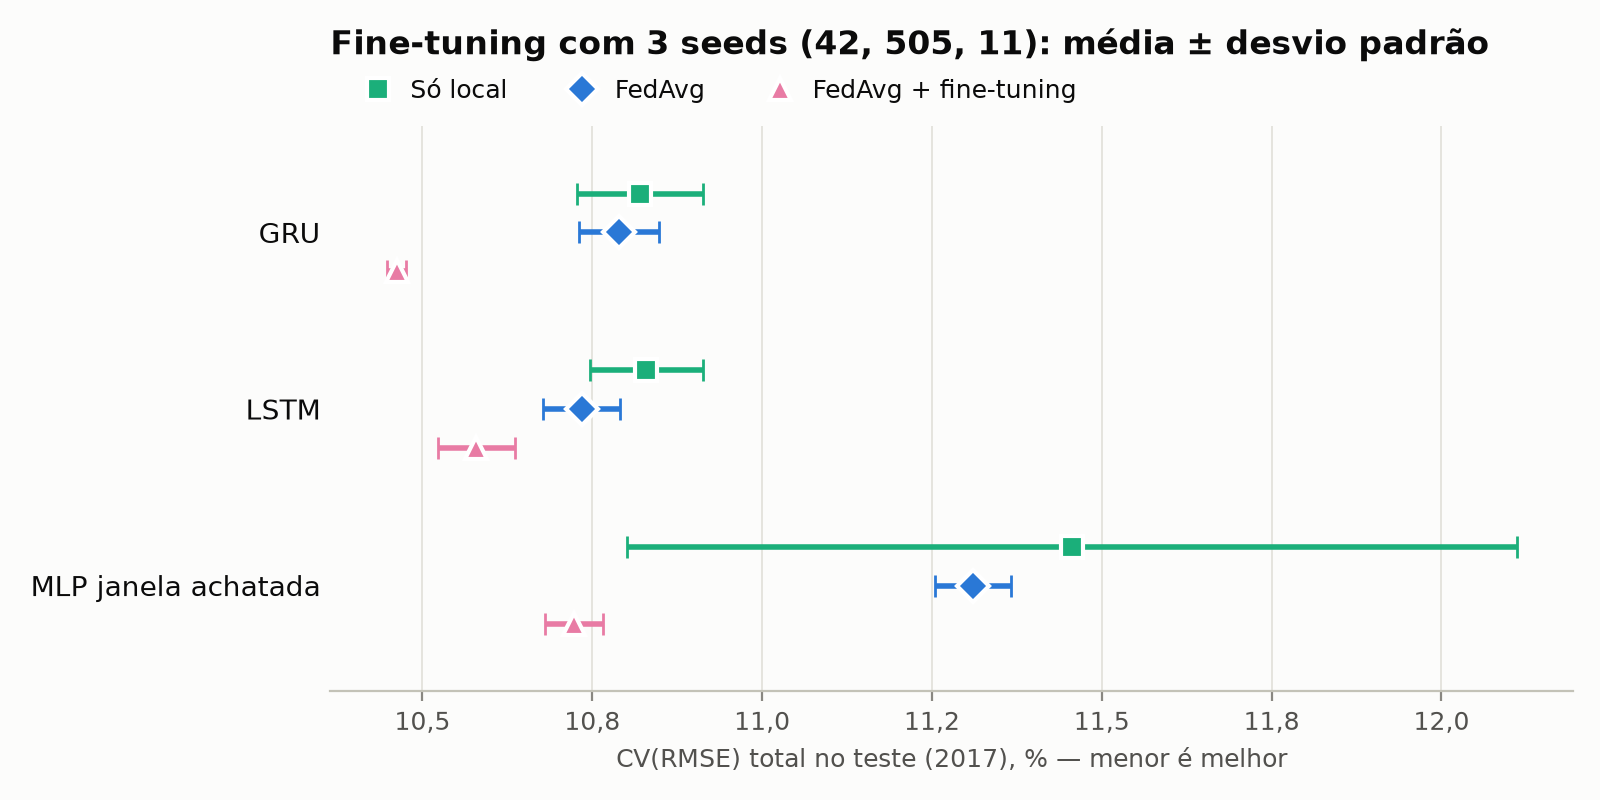 Fine-tuning com 3 seeds (42, 505, 11): média ± desvio padrão
Só local FedAvg FedAvg + fine-tuning
GRU
LSTM
MLP janela achatada
10,5 10,8 11,0 11,2 11,5 11,8 12,0
CV(RMSE) total no teste (2017), % — menor é melhor